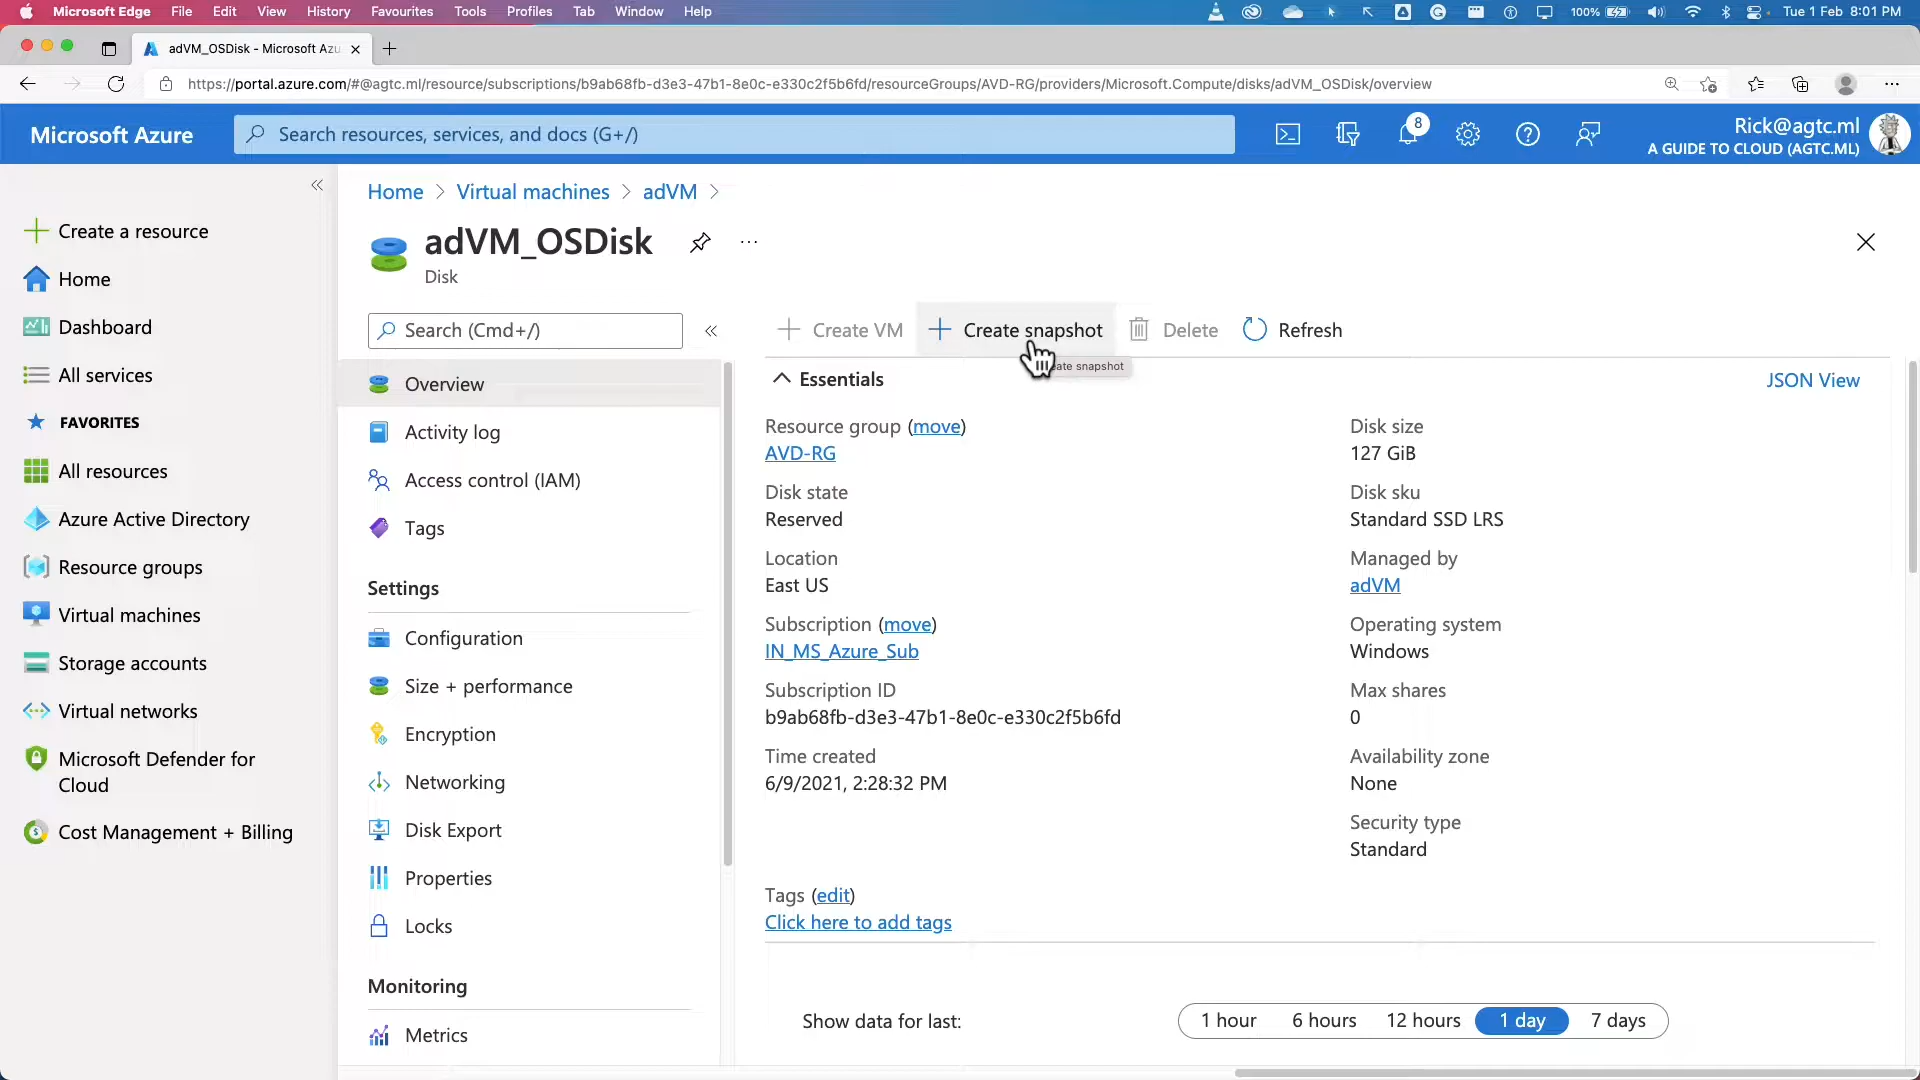 Microsoft Edge File Edit View History Favourites Tools Profiles Tab Window Help 100% Tue 1 Feb 8:01 PM
adVM_OSDisk - Microsoft Azu
https://portal.azure.com/#@agtc.ml/resource/subscriptions/b9ab68fb-d3e3-47b1-8e0c-e330c2f5b6fd/resourceGroups/AVD-RG/providers/Microsoft.Compute/disks/adVM_OSDisk/overview
Microsoft Azure
Search resources, services, and docs (G+/)
8
Rick@agtc.ml
A GUIDE TO CLOUD (AGTC.ML)
Create a resource
Home
Dashboard
All services
FAVORITES
All resources
Azure Active Directory
Resource groups
Virtual machines
Storage accounts
Virtual networks
Microsoft Defender for
Cloud
Cost Management + Billing
Home > Virtual machines > adVM >
adVM_OSDisk
Disk
Search (Cmd+/)
Overview
Activity log
Access control (IAM)
Tags
Settings
Configuration
Size + performance
Encryption
Networking
Disk Export
Properties
Locks
Monitoring
Metrics
Create VM
Create snapshot
Delete
Refresh
eate snapshot
Essentials
JSON View
Resource group (move)
AVD-RG
Disk state
Reserved
Location
East US
Subscription (move)
IN_MS_Azure_Sub
Subscription ID
b9ab68fb-d3e3-47b1-8e0c-e330c2f5b6fd
Time created
6/9/2021, 2:28:32 PM
Disk size
127 GiB
Disk sku
Standard SSD LRS
Managed by
adVM
Operating system
Windows
Max shares
0
Availability zone
None
Security type
Standard
Tags (edit)
Click here to add tags
Show data for last:
1 hour
6 hours
12 hours
1 day
7 days